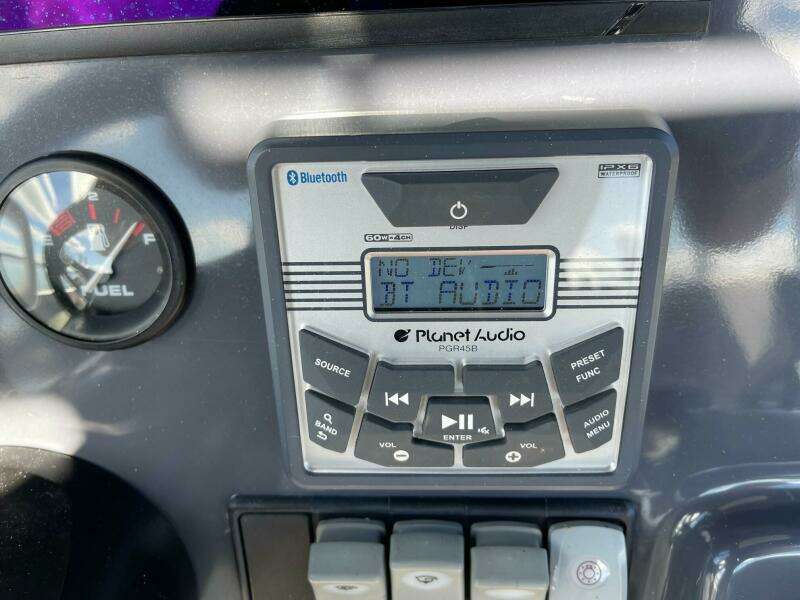 E 2 F
FUEL
Bluetooth
IPX6
WATERPROOF
DISP
60W x 4CH
NO DEV
BT AUDIO
Planet Audio
PGR45B
SOURCE
PRESET
FUNC
BAND
ENTER
AUDIO
MENU
VOL
VOL